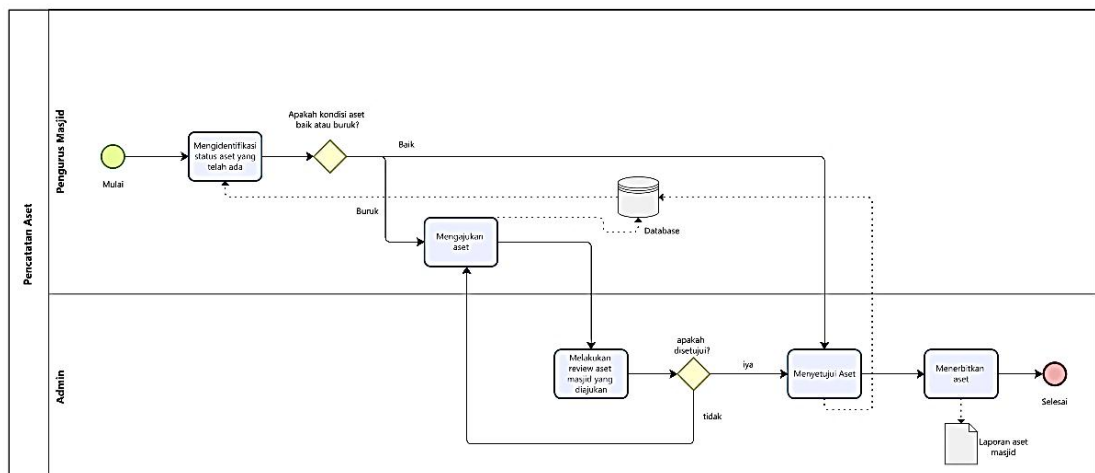 Pencatatan Aset
Pengurus Masjid
Apakah kondisi aset
baik atau buruk?
Mulai
Mengidentifikasi
status aset yang
telah ada
Baik
Buruk
Database
Mengajukan
aset
Admin
Melakukan
review aset
masjid yang
diajukan
apakah
disetujui?
iya
tidak
Menyetujui Aset
Menerbitkan
aset
Selesai
Laporan aset
masjid